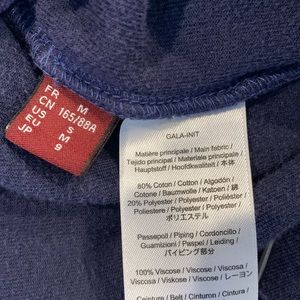 FR M
CN 165/88A
US S
EU M
JP 9
GALA-INIT
Matière principale / Main fabric /
Tejido principal / Materiale principale
Hauptstoff / Hoofdkwaliteit / 本体
80% Coton / Cotton / Algodón /
Cotone / Baumwolle / Katoen / 綿
20% Polyester / Polyester / Poliéster /
Poliestere / Polyester / Polyester /
ポリエステル
Passepoil / Piping / Cordoncillo /
Guarnizioni / Paspel / Leiding /
パイピング部分
100% Viscose / Viscose / Viscosa /
Viscosa / Viskose / Viscose / レーヨン
Ceinture / Belt / Cinturon / Cintura /